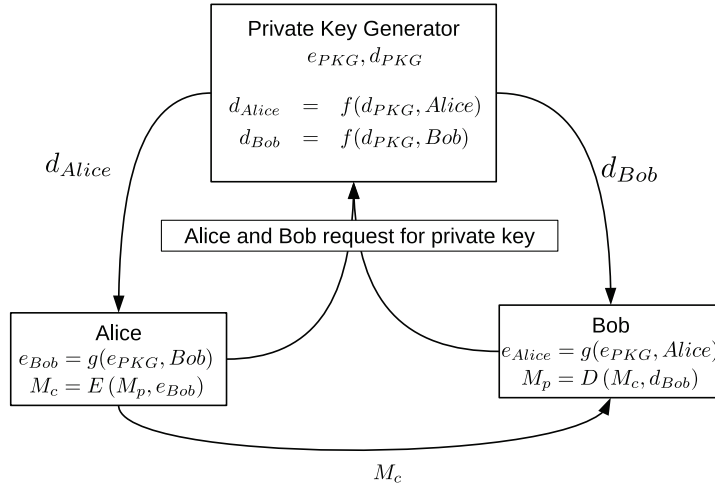 Private Key Generator
e_{PKG}, d_{PKG}
d_{Alice} = f(d_{PKG}, Alice)
d_{Bob} = f(d_{PKG}, Bob)
d_{Alice}
d_{Bob}
Alice and Bob request for private key
Alice
e_{Bob} = g(e_{PKG}, Bob)
M_c = E (M_p, e_{Bob})
Bob
e_{Alice} = g(e_{PKG}, Alice)
M_p = D (M_c, d_{Bob})
M_c